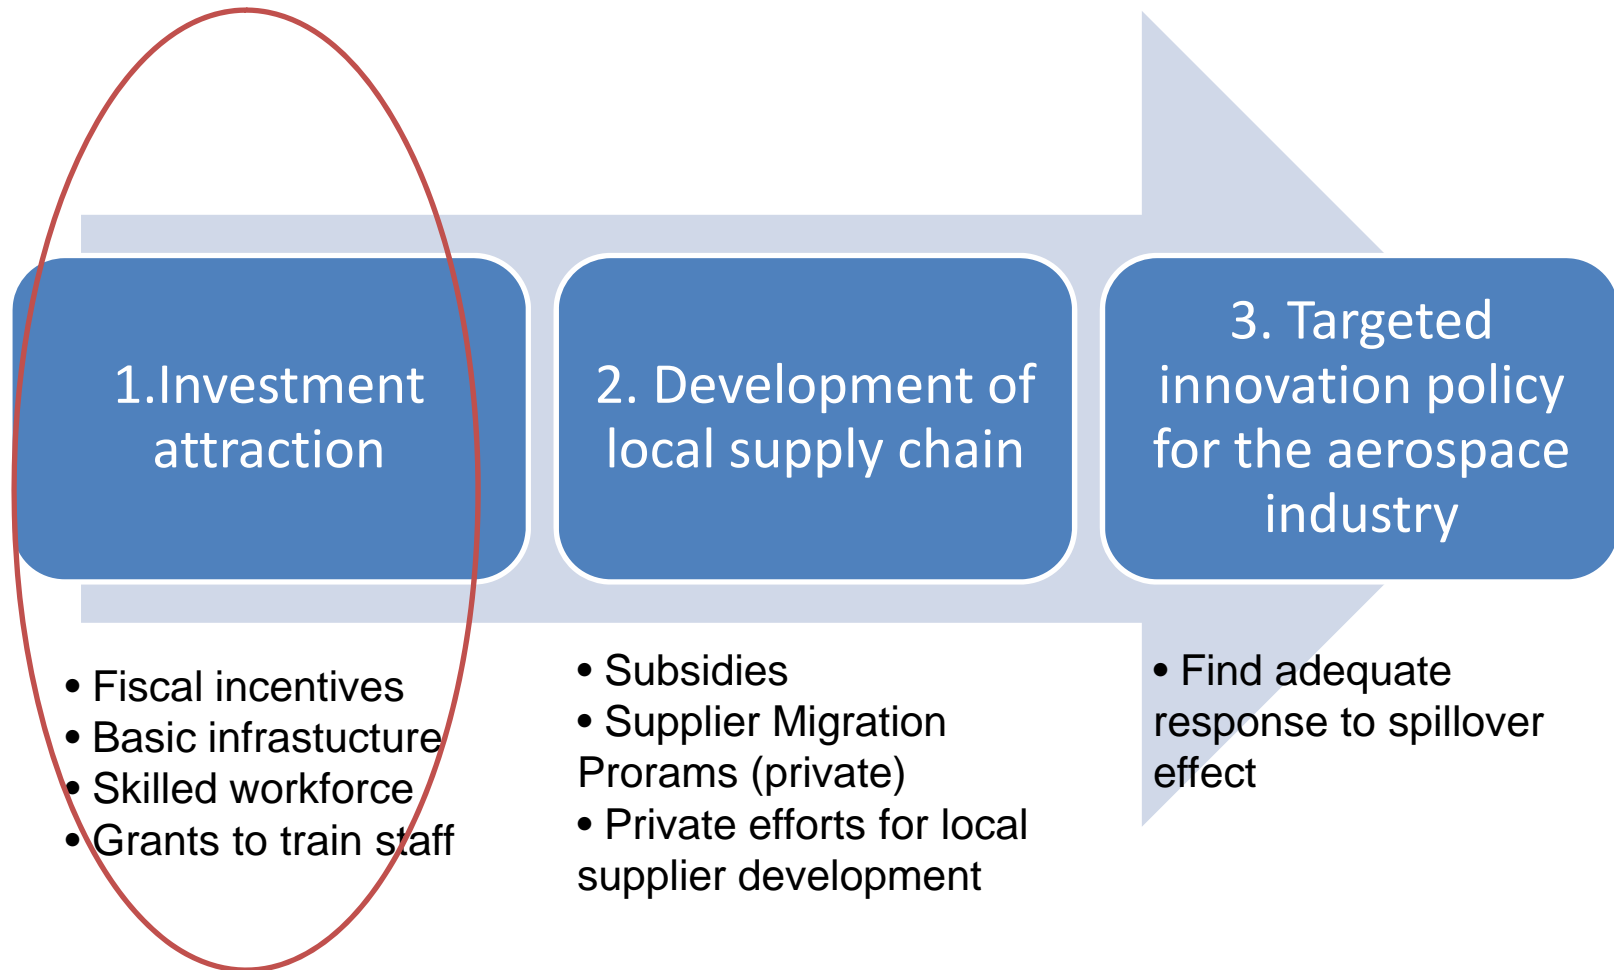 1.Investment
attraction
2. Development of
local supply chain
3. Targeted
innovation policy
for the aerospace
industry
• Fiscal incentives
• Basic infrastucture
• Skilled workforce
• Grants to train staff
• Subsidies
• Supplier Migration
Prorams (private)
• Private efforts for local
supplier development
• Find adequate
response to spillover
effect